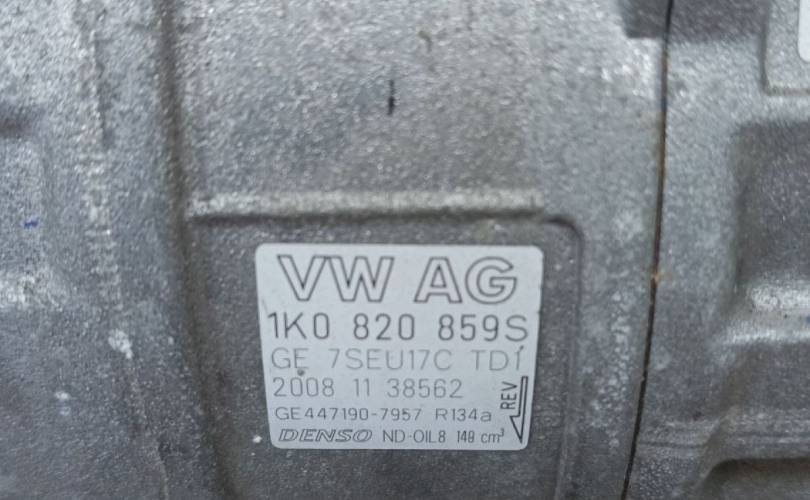 VW AG
1K0 820 859S
GE 7SEU17C TD1
2008 11 38562
GE447190-7957 R134a
DENSO ND-OIL8 140 cm³
REV